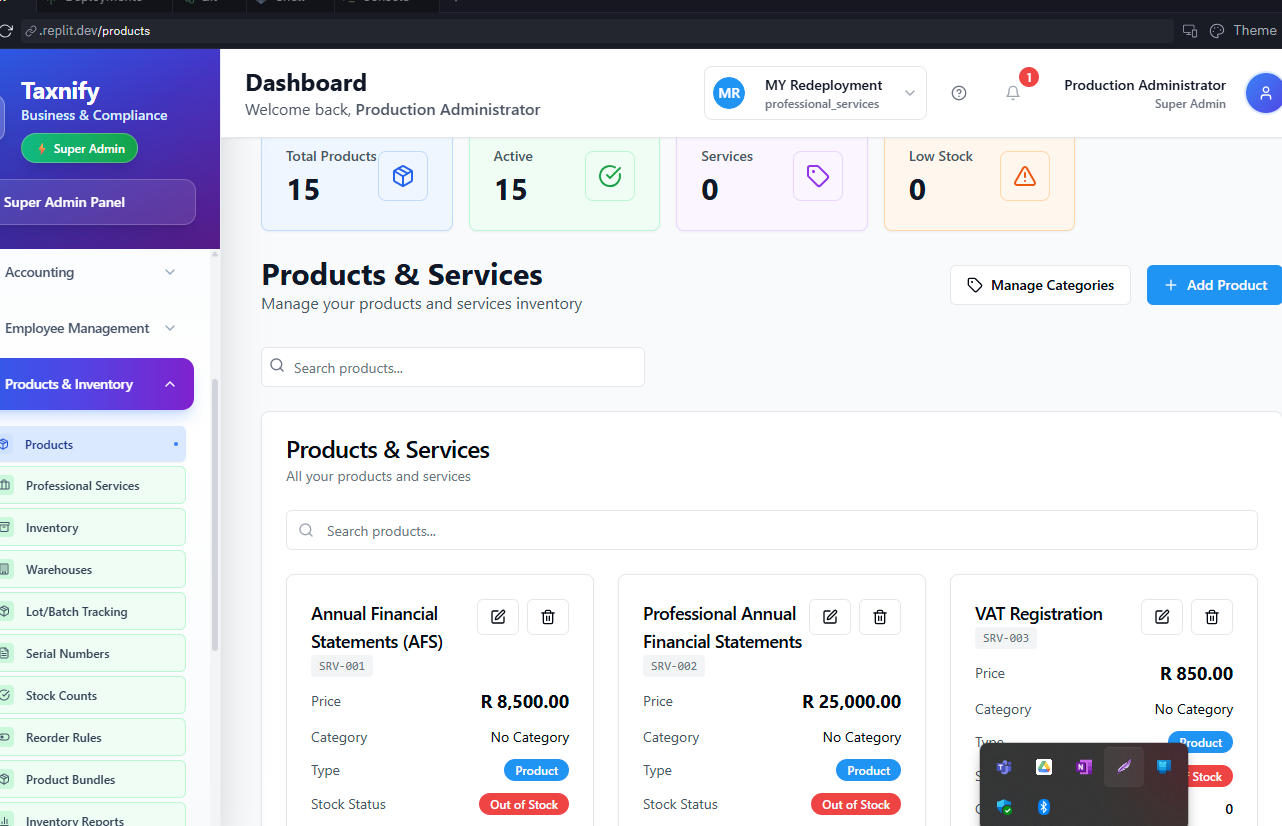 .replit.dev/products
Theme
Taxnify
Business & Compliance
Super Admin
Super Admin Panel
Accounting
Employee Management
Products & Inventory
Products
Professional Services
Inventory
Warehouses
Lot/Batch Tracking
Serial Numbers
Stock Counts
Reorder Rules
Product Bundles
Inventory Reports
Dashboard
Welcome back, Production Administrator
MR
MY Redeployment
professional_services
1
Production Administrator
Super Admin
Total Products
15
Active
15
Services
0
Low Stock
0
Products & Services
Manage your products and services inventory
Manage Categories
Add Product
Search products...
Products & Services
All your products and services
Search products...
Annual Financial
Statements (AFS)
SRV-001
Price R 8,500.00
Category No Category
Type Product
Stock Status Out of Stock
Professional Annual
Financial Statements
SRV-002
Price R 25,000.00
Category No Category
Type Product
Stock Status Out of Stock
VAT Registration
SRV-003
Price R 850.00
Category No Category
Type Product
Stock
0